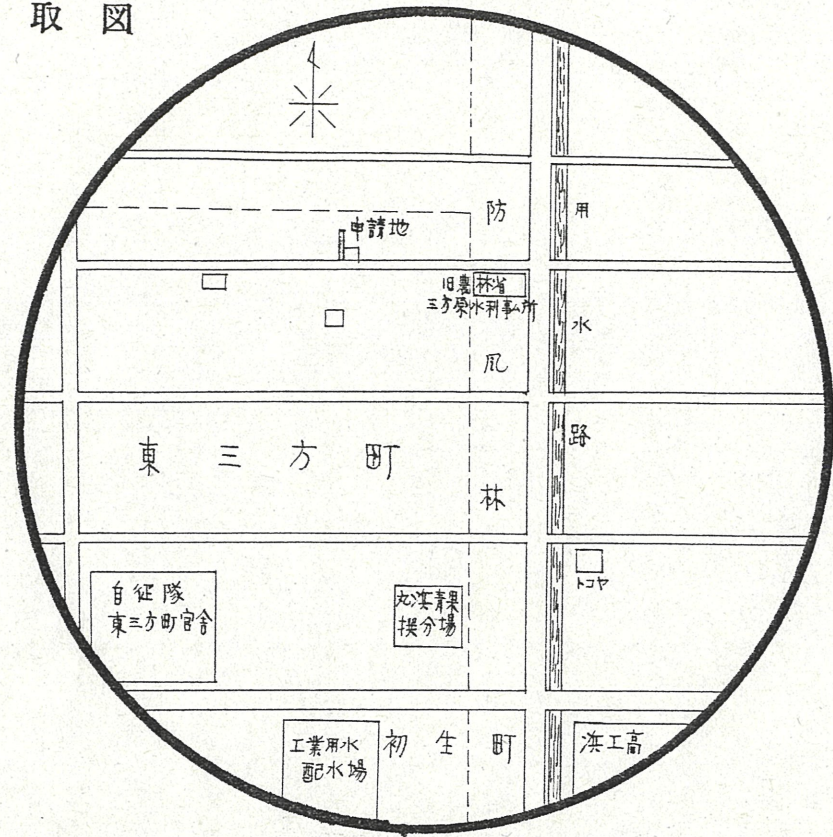 取図
申請地
旧農林省
三方原水利事ム所
防風林
用水路
東三方町
トコヤ
自衛隊
東三方町官舎
丸浜青果
撰分場
工業用水
配水場
初生町
浜工高